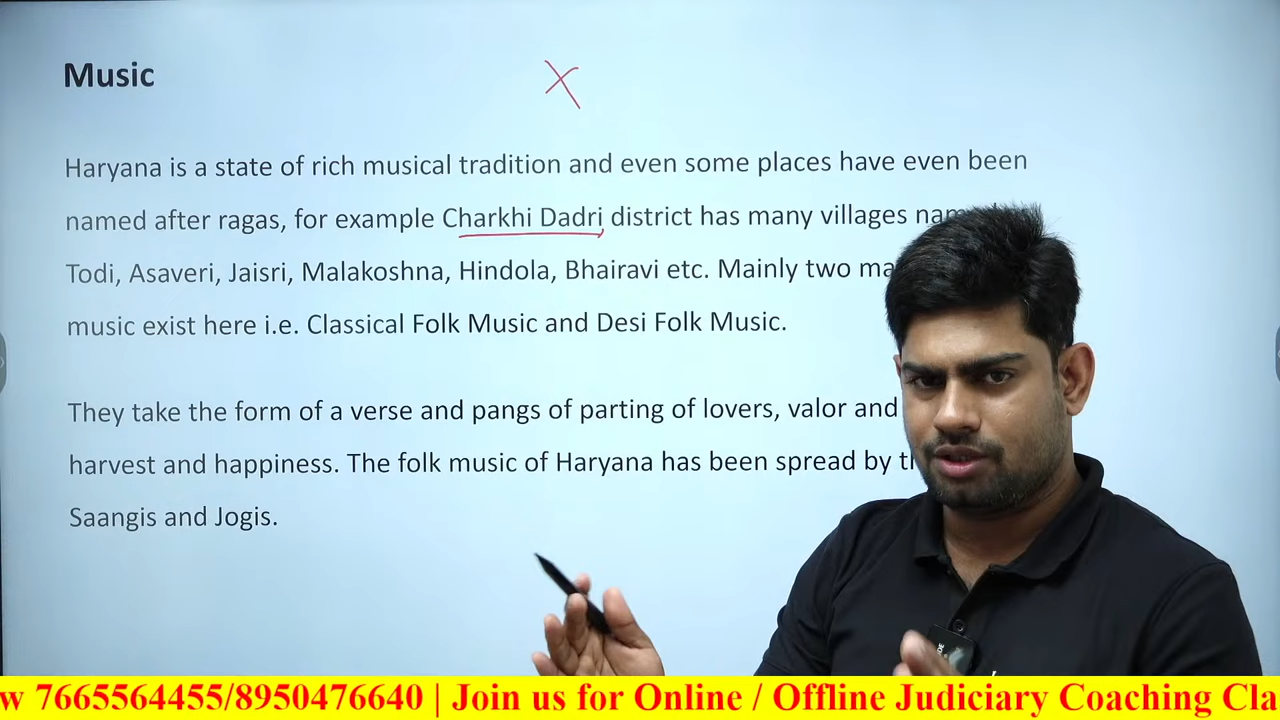 Music
X
Haryana is a state of rich musical tradition and even some places have even been
named after ragas, for example Charkhi Dadri district has many villages
Todi, Asaveri, Jaisri, Malakoshna, Hindola, Bhairavi etc. Mainly two
music exist here i.e. Classical Folk Music and Desi Folk Music.
They take the form of a verse and pangs of parting of lovers, valor and
harvest and happiness. The folk music of Haryana has been spread by
Saangis and Jogis.
w 7665564455/8950476640 | Join us for Online / Offline Judiciary Coaching Cla